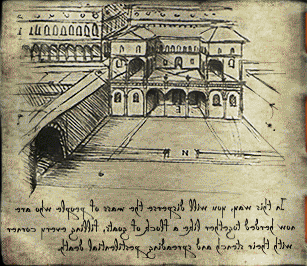 N
In this way, you will disperse the mass of people who are
now herded together like a flock of goats, filling every corner
with their stench and spreading pestilential death.